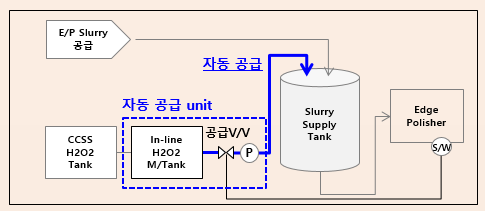 E/P Slurry
공급
자동 공급
자동 공급 unit
CCSS
H2O2
Tank
In-line
H2O2
M/Tank
공급V/V
P
Slurry
Supply
Tank
Edge
Polisher
S/W